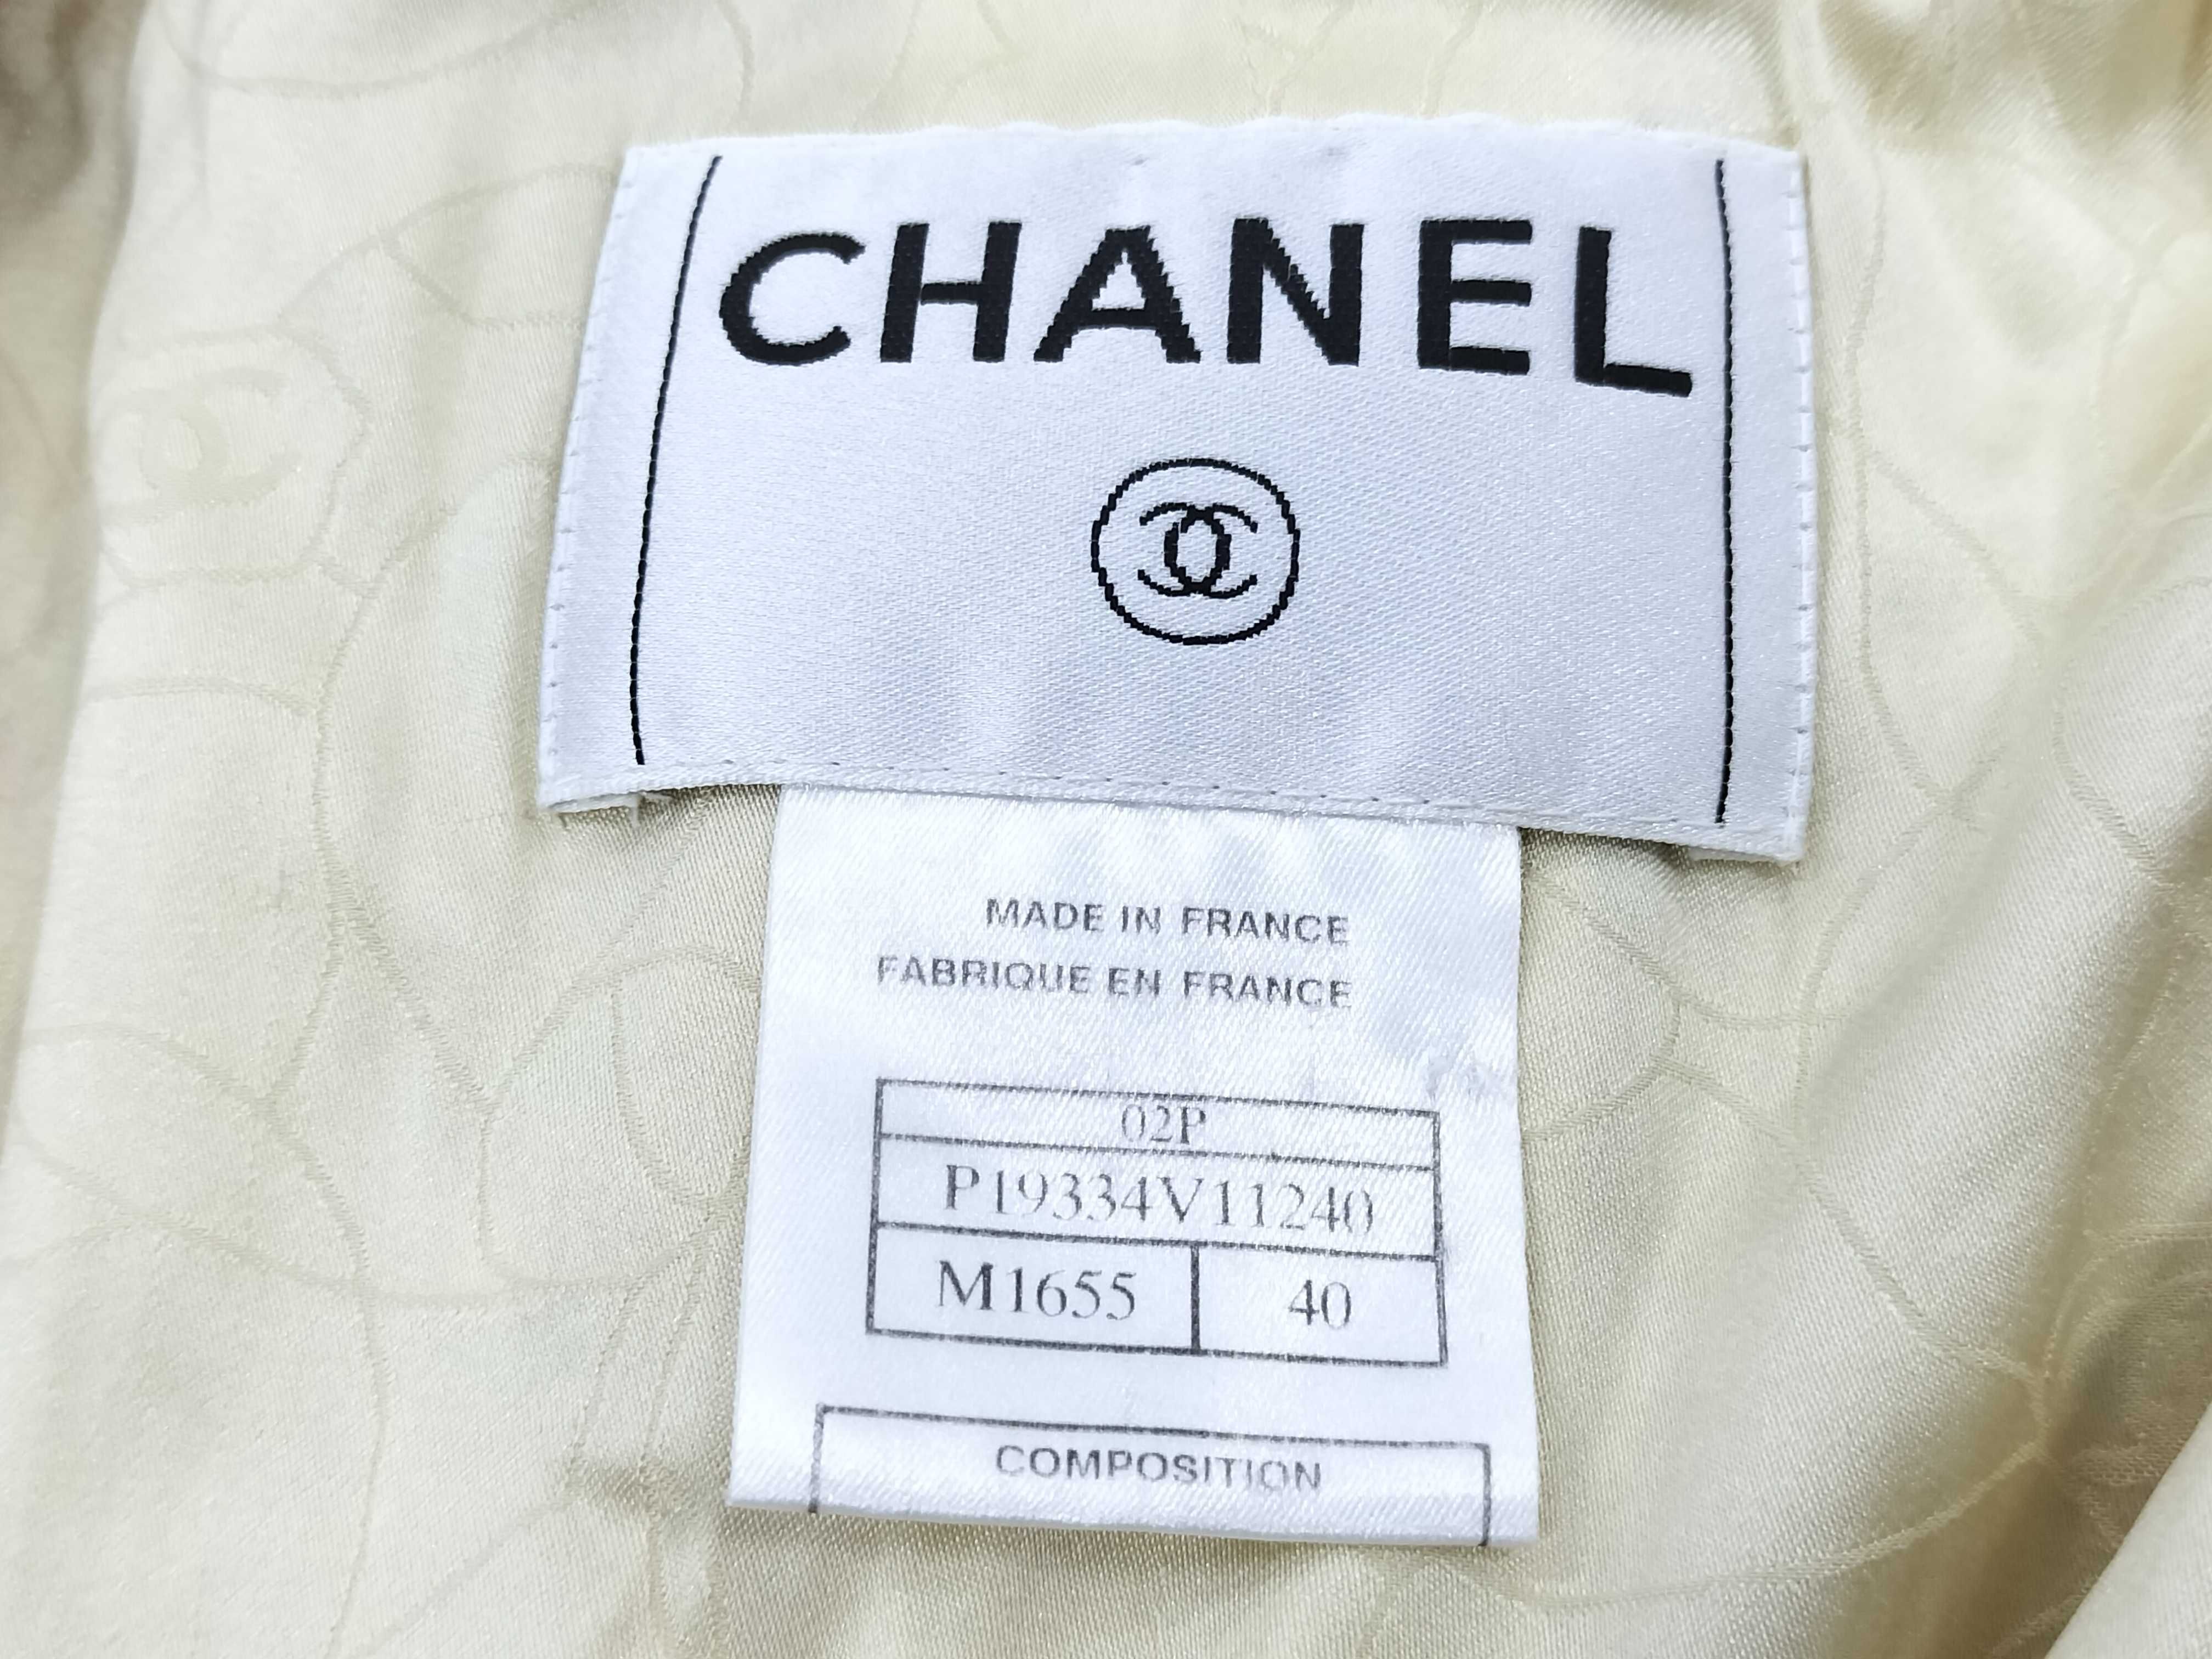 CHANEL
MADE IN FRANCE
FABRIQUE EN FRANCE
02P
P19334V11240
M1655 40
COMPOSITION